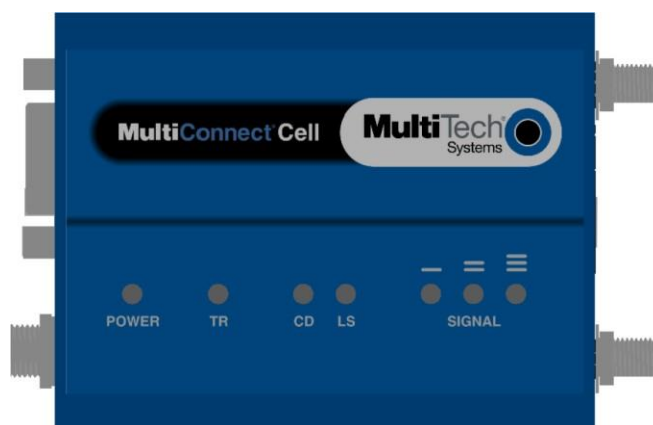 MultiConnect® Cell
MultiTech®
Systems
POWER TR CD LS SIGNAL